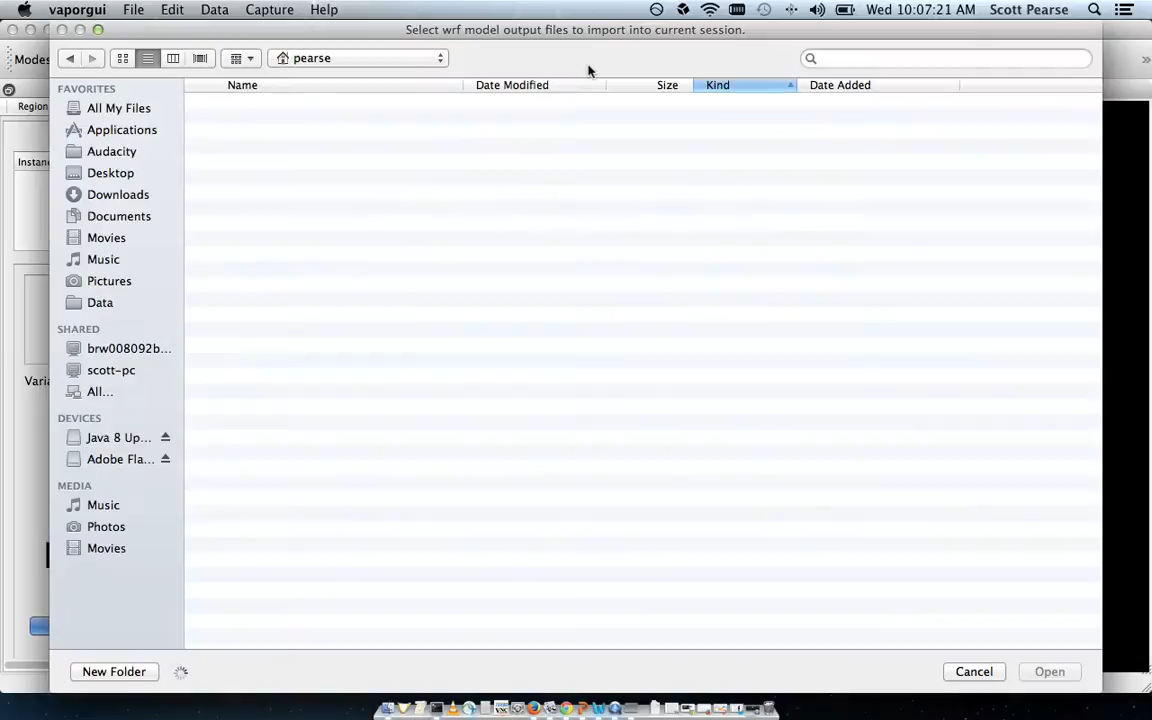 vaporgui File Edit Data Capture Help Wed 10:07:21 AM Scott Pearse
Select wrf model output files to import into current session.
Modes
pearse
Name Date Modified Size Kind Date Added
Region
Instan
Varia
FAVORITES
All My Files
Applications
Audacity
Desktop
Downloads
Documents
Movies
Music
Pictures
Data
SHARED
brw008092b...
scott-pc
All...
DEVICES
Java 8 Up...
Adobe Fla...
MEDIA
Music
Photos
Movies
New Folder Cancel Open